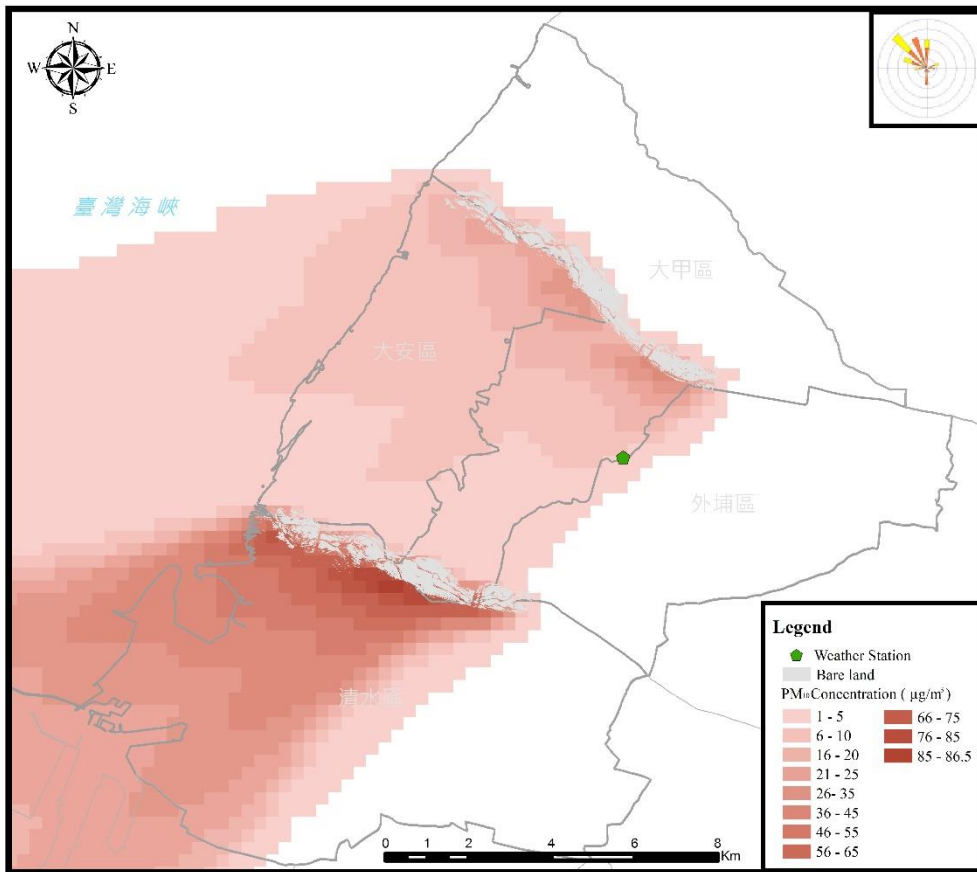 N
W E
S
臺灣海峽
大甲區
大安區
外埔區
清水區
Legend
Weather Station
Bare land
PM₁₀ Concentration ( μg/m³)
1 - 5
6 - 10
16 - 20
21 - 25
26- 35
36 - 45
46 - 55
56 - 65
66 - 75
76 - 85
85 - 86.5
0 1 2 4 6 8
Km